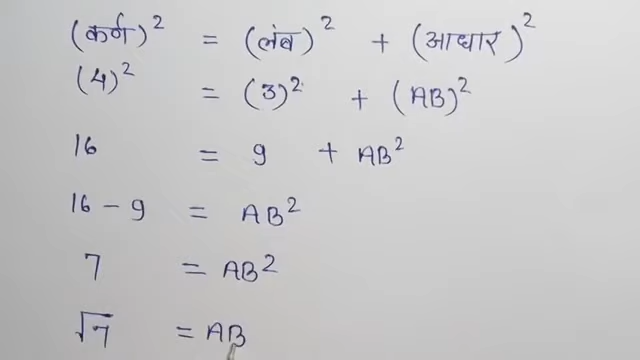 (कर्ण)² = (लंब)² + (आधार)²
(4)² = (3)² + (AB)²
16 = 9 + AB²
16 - 9 = AB²
7 = AB²
√7 = AB